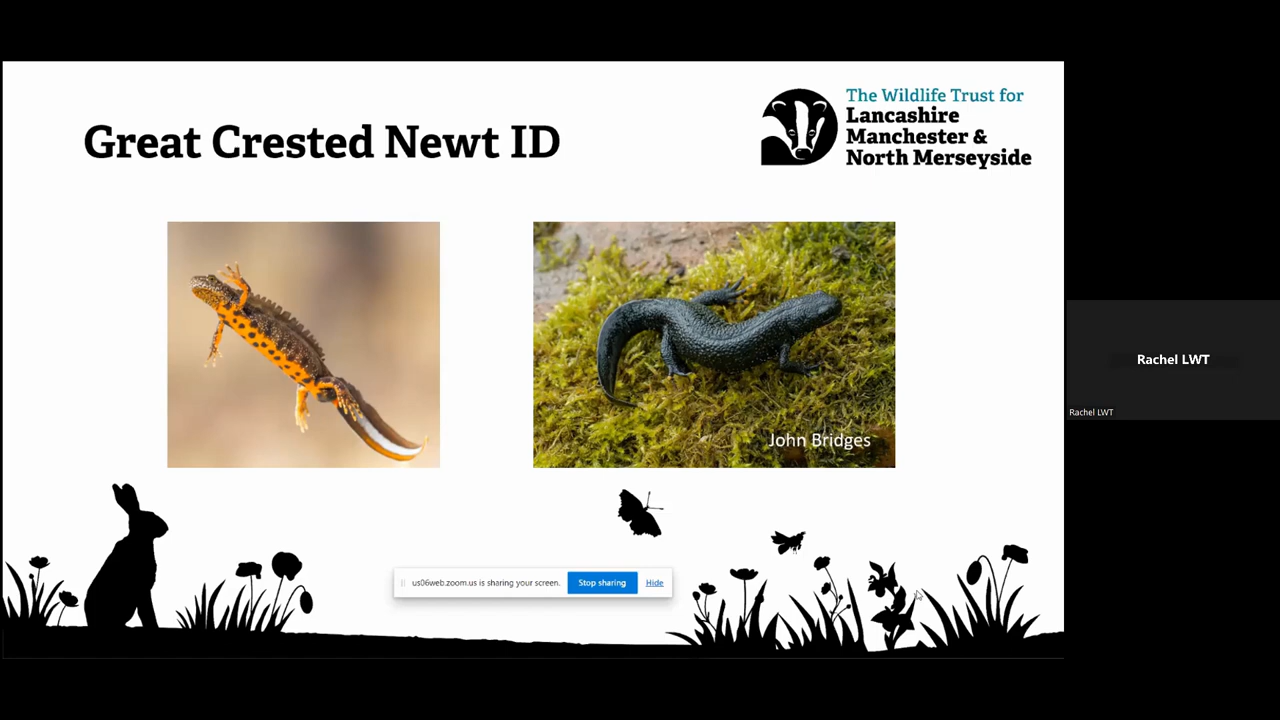 The Wildlife Trust for
Lancashire
Manchester &
North Merseyside
Great Crested Newt ID
John Bridges
us06web.zoom.us is sharing your screen.
Stop sharing
Hide
Rachel LWT
Rachel LWT